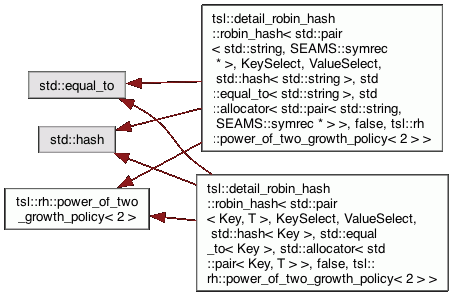 tsl::detail_robin_hash
::robin_hash< std::pair
< std::string, SEAMS::symrec
* >, KeySelect, ValueSelect,
std::hash< std::string >, std
::equal_to< std::string >, std
::allocator< std::pair< std::string,
SEAMS::symrec * > >, false, tsl::rh
::power_of_two_growth_policy< 2 > >
std::equal_to
std::hash
tsl::rh::power_of_two
_growth_policy< 2 >
tsl::detail_robin_hash
::robin_hash< std::pair
< Key, T >, KeySelect, ValueSelect,
std::hash< Key >, std::equal
_to< Key >, std::allocator< std
::pair< Key, T > >, false, tsl::
rh::power_of_two_growth_policy< 2 > >